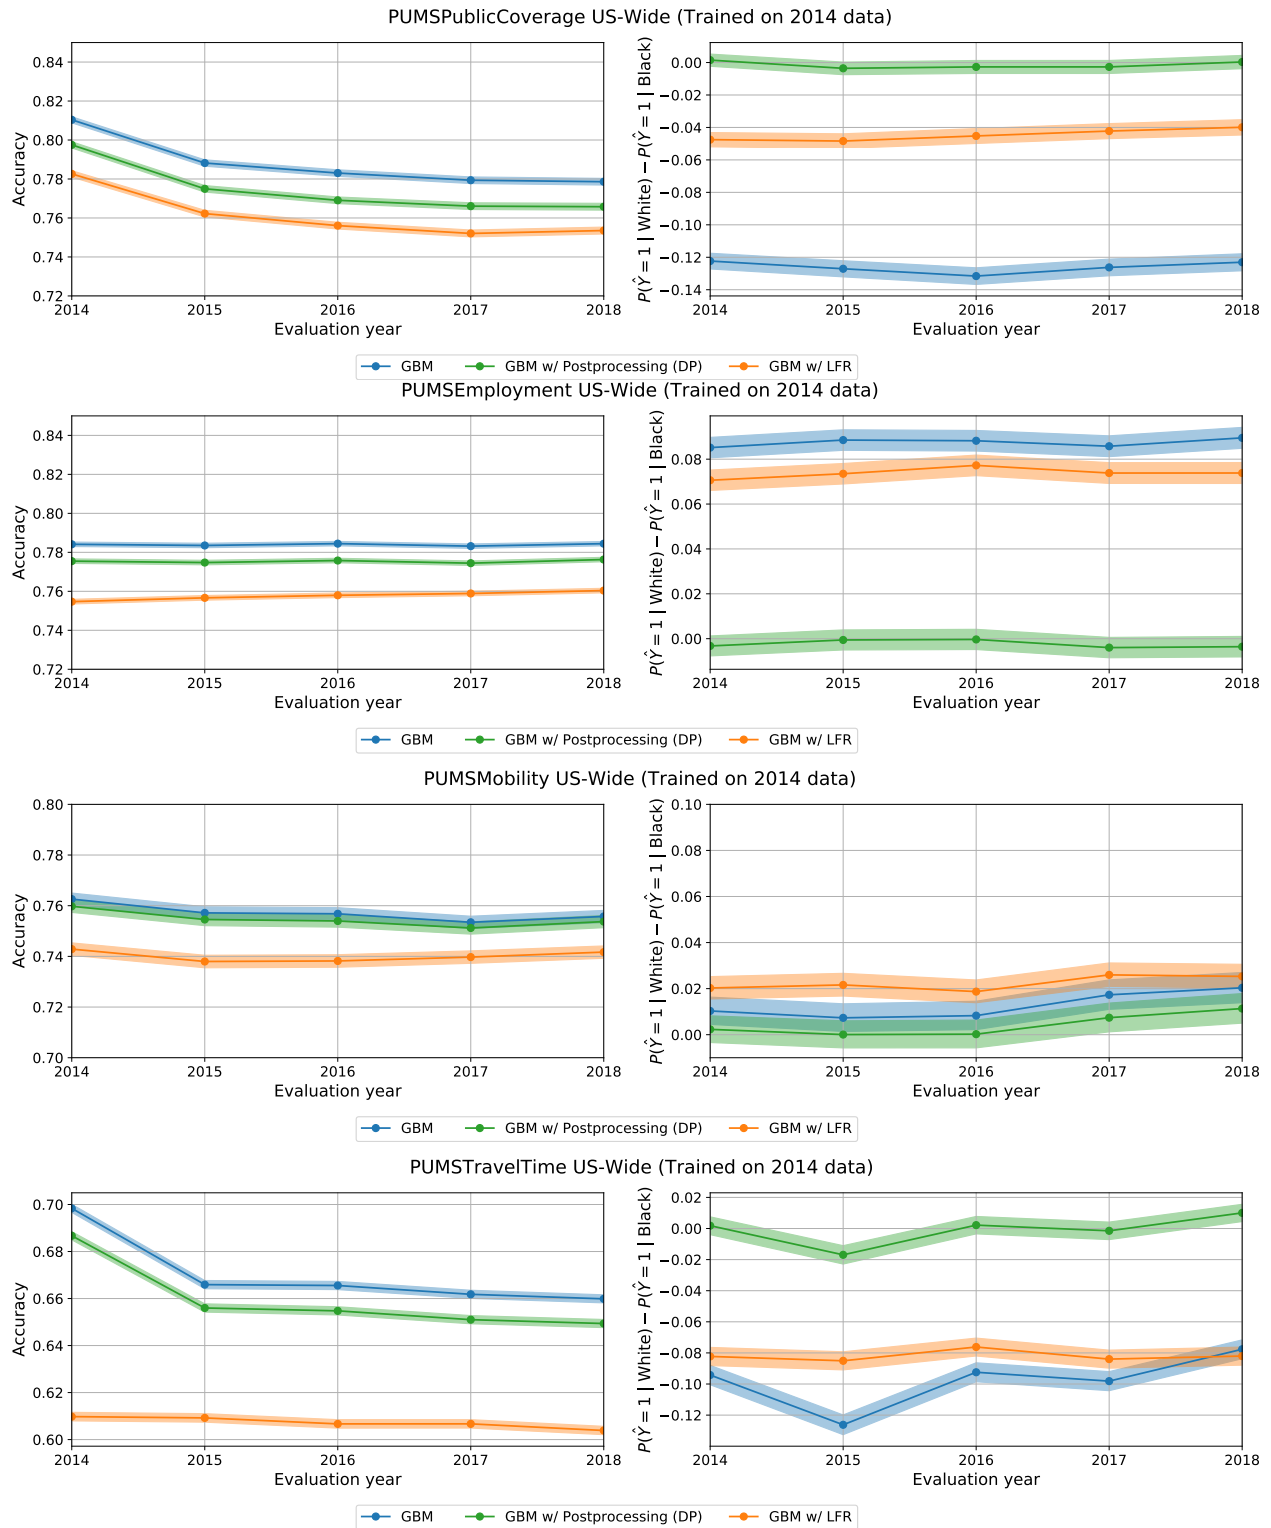 PUMSPublicCoverage US-Wide (Trained on 2014 data)
Accuracy
0.84
0.82
0.80
0.78
0.76
0.74
0.72
2014 2015 2016 2017 2018
Evaluation year
P(Ŷ = 1 | White) − P(Ŷ = 1 | Black)
0.00
−0.02
−0.04
−0.06
−0.08
−0.10
−0.12
−0.14
2014 2015 2016 2017 2018
Evaluation year
GBM GBM w/ Postprocessing (DP) GBM w/ LFR
PUMSEmployment US-Wide (Trained on 2014 data)
Accuracy
0.84
0.82
0.80
0.78
0.76
0.74
0.72
2014 2015 2016 2017 2018
Evaluation year
P(Ŷ = 1 | White) − P(Ŷ = 1 | Black)
0.08
0.06
0.04
0.02
0.00
2014 2015 2016 2017 2018
Evaluation year
GBM GBM w/ Postprocessing (DP) GBM w/ LFR
PUMSMobility US-Wide (Trained on 2014 data)
Accuracy
0.80
0.78
0.76
0.74
0.72
0.70
2014 2015 2016 2017 2018
Evaluation year
P(Ŷ = 1 | White) − P(Ŷ = 1 | Black)
0.10
0.08
0.06
0.04
0.02
0.00
2014 2015 2016 2017 2018
Evaluation year
GBM GBM w/ Postprocessing (DP) GBM w/ LFR
PUMSTravelTime US-Wide (Trained on 2014 data)
Accuracy
0.70
0.68
0.66
0.64
0.62
0.60
2014 2015 2016 2017 2018
Evaluation year
P(Ŷ = 1 | White) − P(Ŷ = 1 | Black)
0.02
0.00
−0.02
−0.04
−0.06
−0.08
−0.10
−0.12
2014 2015 2016 2017 2018
Evaluation year
GBM GBM w/ Postprocessing (DP) GBM w/ LFR